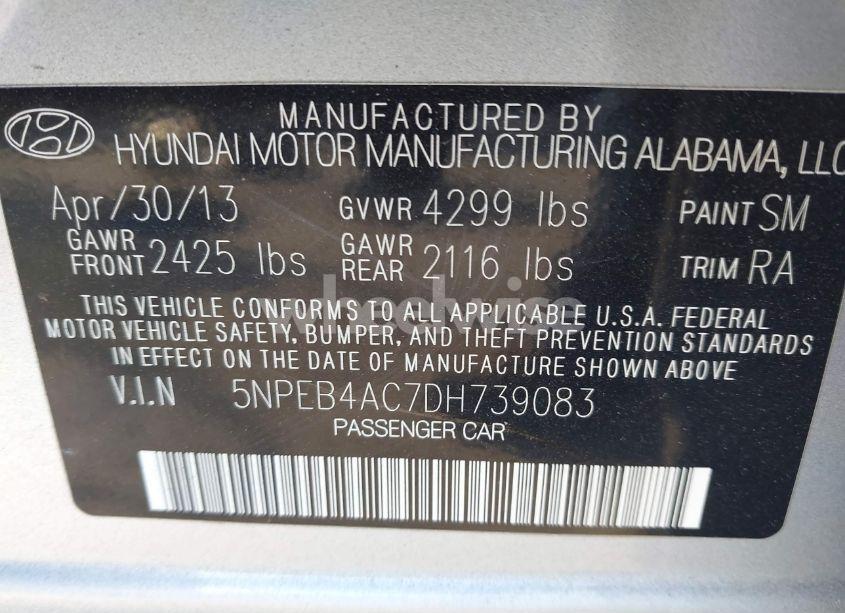 MANUFACTURED BY
HYUNDAI MOTOR MANUFACTURING ALABAMA, LLC
Apr/30/13 GVWR 4299 lbs PAINT SM
GAWR FRONT 2425 lbs GAWR REAR 2116 lbs TRIM RA
THIS VEHICLE CONFORMS TO ALL APPLICABLE U.S.A. FEDERAL
MOTOR VEHICLE SAFETY, BUMPER, AND THEFT PREVENTION STANDARDS
IN EFFECT ON THE DATE OF MANUFACTURE SHOWN ABOVE.
V.I.N 5NPEB4AC7DH739083
PASSENGER CAR
wheelwise